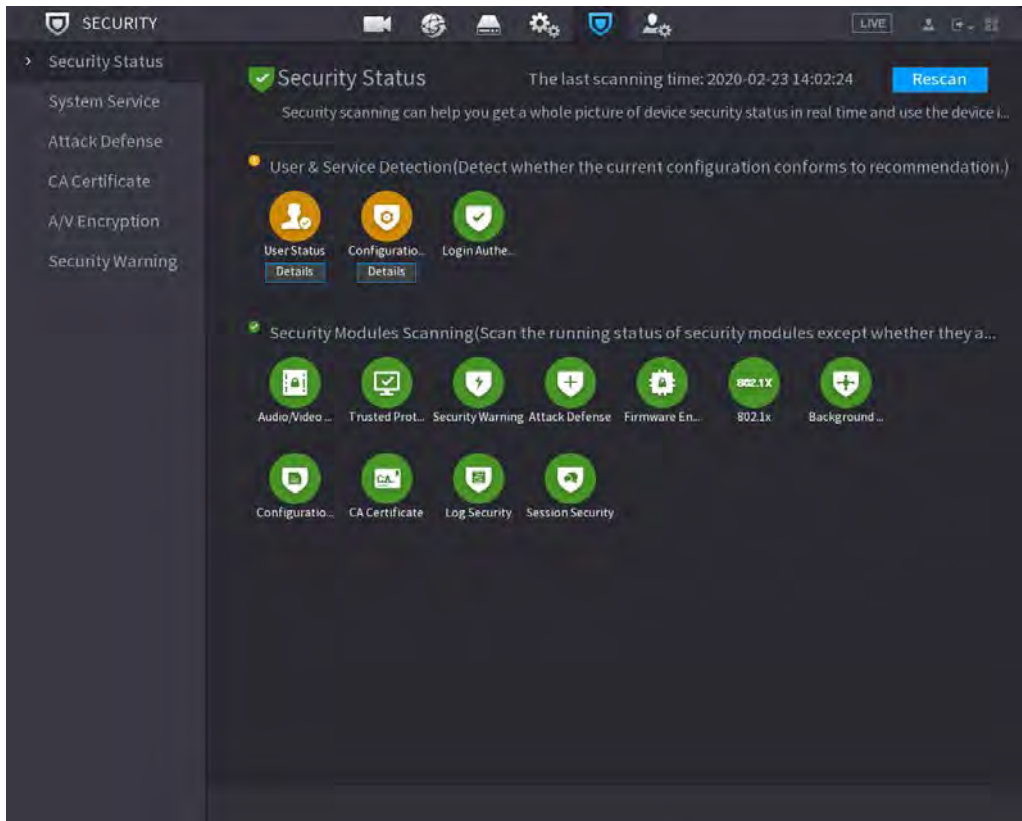 SECURITY
LIVE
Security Status
System Service
Attack Defense
CA Certificate
A/V Encryption
Security Warning
Security Status The last scanning time: 2020-02-23 14:02:24 Rescan
Security scanning can help you get a whole picture of device security status in real time and use the device i...
User & Service Detection(Detect whether the current configuration conforms to recommendation.)
User Status Configuratio... Login Authe...
Details Details
Security Modules Scanning(Scan the running status of security modules except whether they a...
802.1X
Audio/Video ... Trusted Prot... Security Warning Attack Defense Firmware En... 802.1x Background ...
CA
Configuratio... CA Certificate Log Security Session Security